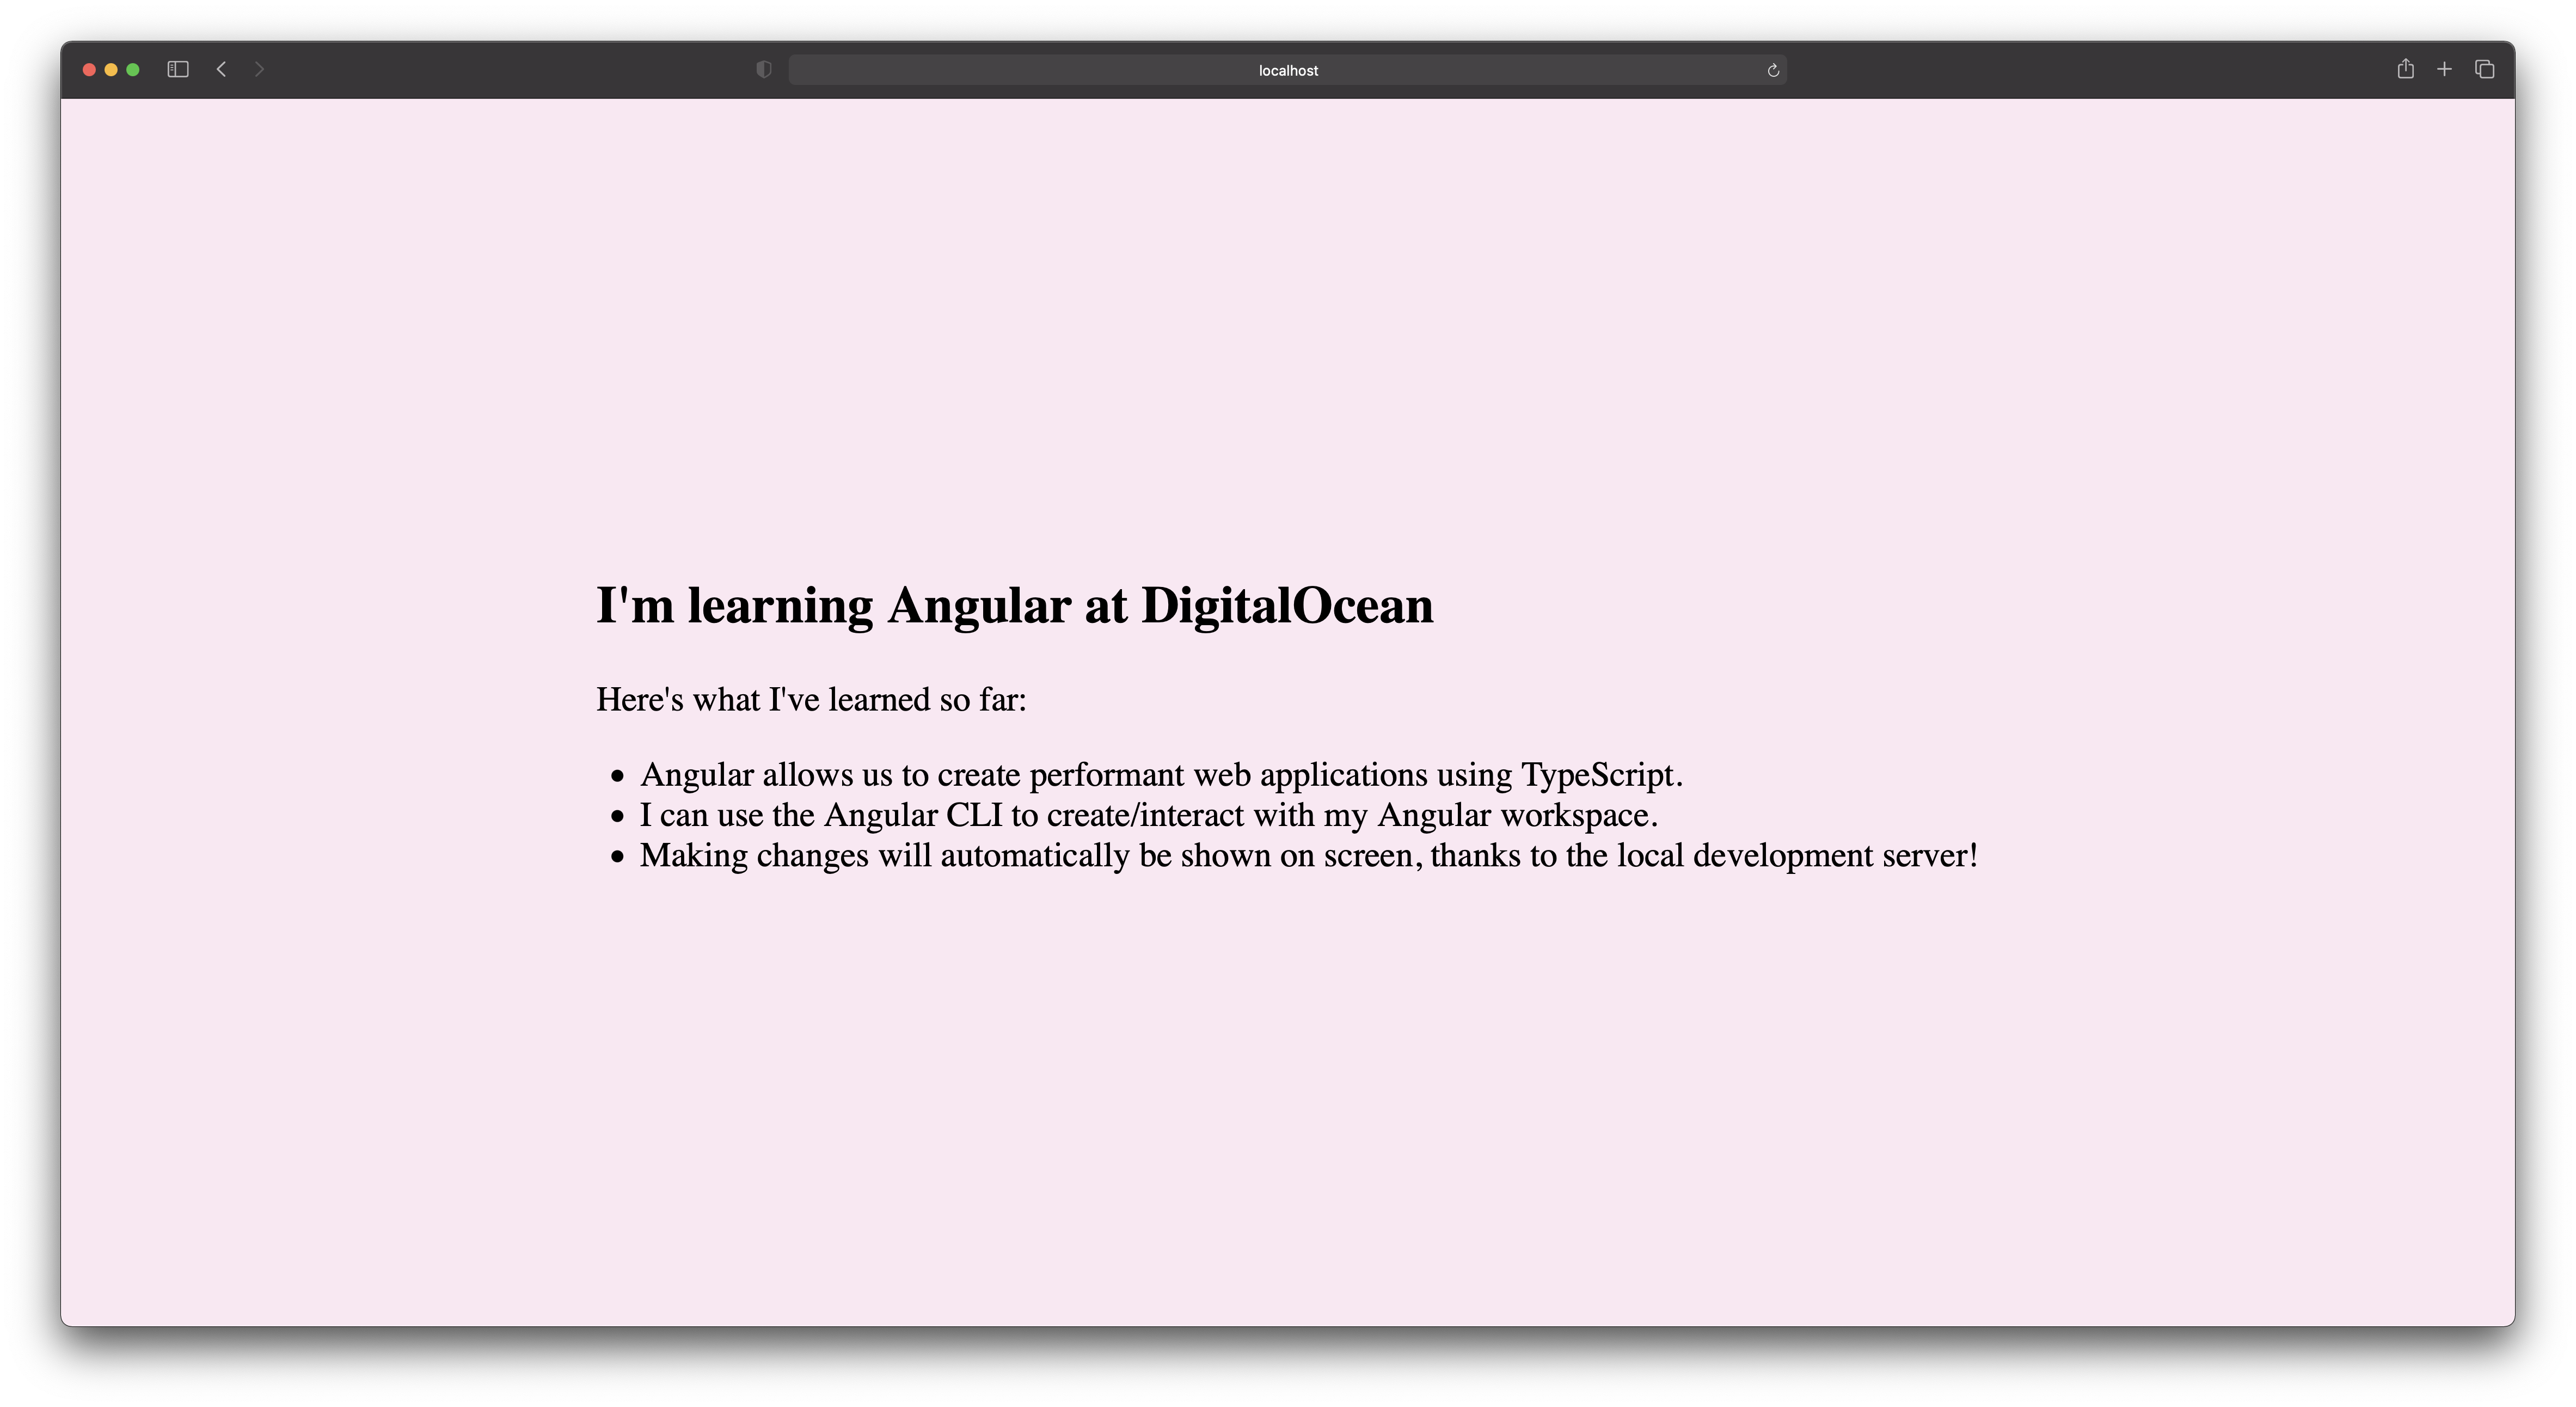 localhost
I'm learning Angular at DigitalOcean
Here's what I've learned so far:
• Angular allows us to create performant web applications using TypeScript.
• I can use the Angular CLI to create/interact with my Angular workspace.
• Making changes will automatically be shown on screen, thanks to the local development server!